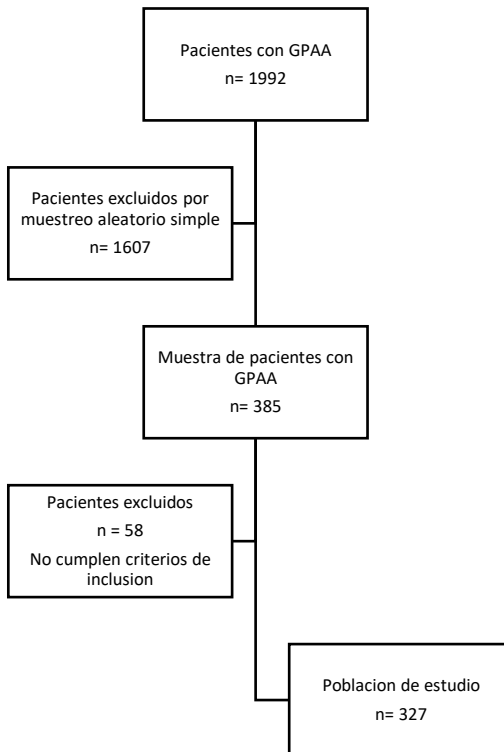 Pacientes con GPAA
n= 1992
Pacientes excluidos por
muestreo aleatorio simple
n= 1607
Muestra de pacientes con
GPAA
n= 385
Pacientes excluidos
n = 58
No cumplen criterios de
inclusion
Poblacion de estudio
n= 327